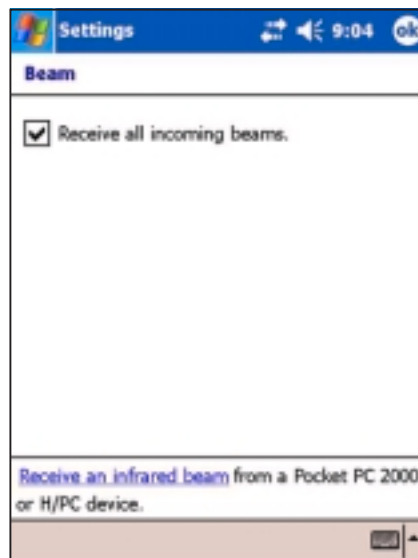 Settings 9:04 ok
Beam
Receive all incoming beams.
Receive an infrared beam from a Pocket PC 2000
or H/PC device.